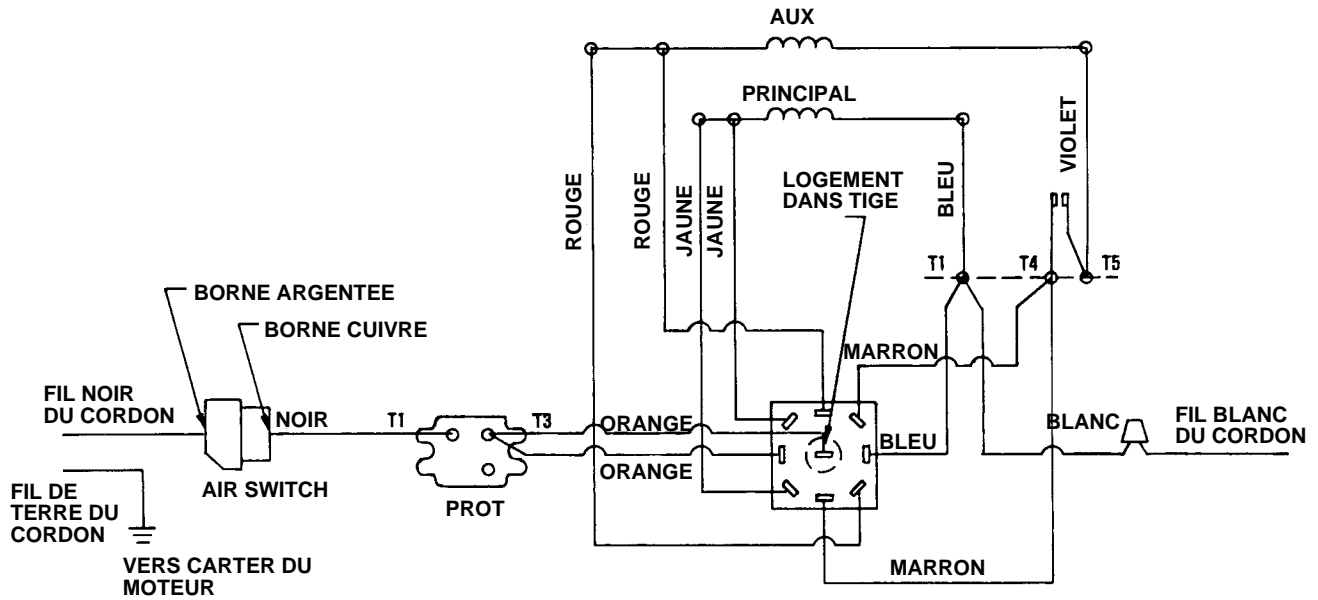 AUX
PRINCIPAL
ROUGE
ROUGE
JAUNE
JAUNE
LOGEMENT
DANS TIGE
BLEU
VIOLET
T1
T4
T5
BORNE ARGENTEE
BORNE CUIVRE
MARRON
FIL NOIR
DU CORDON
NOIR
T1
T3
ORANGE
BLEU
BLANC
FIL BLANC
DU CORDON
ORANGE
AIR SWITCH
PROT
FIL DE
TERRE DU
CORDON
VERS CARTER DU
MOTEUR
MARRON